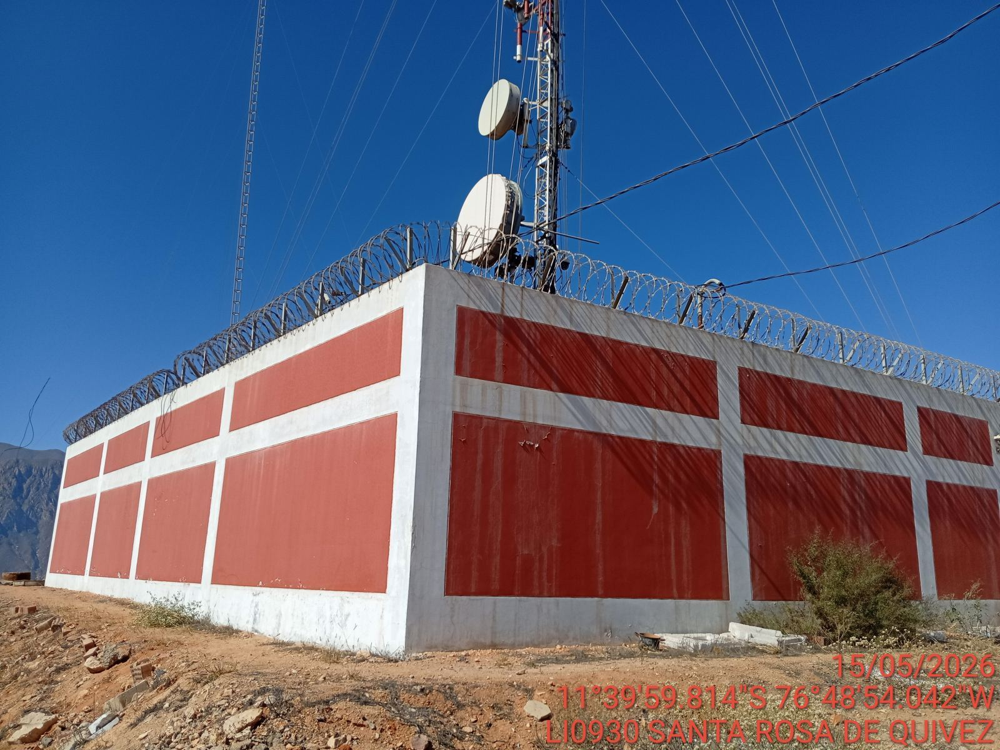 15/05/2026
11°39'59.814"S 76°48'54.042"W
LI0930 SANTA ROSA DE QUIVEZ